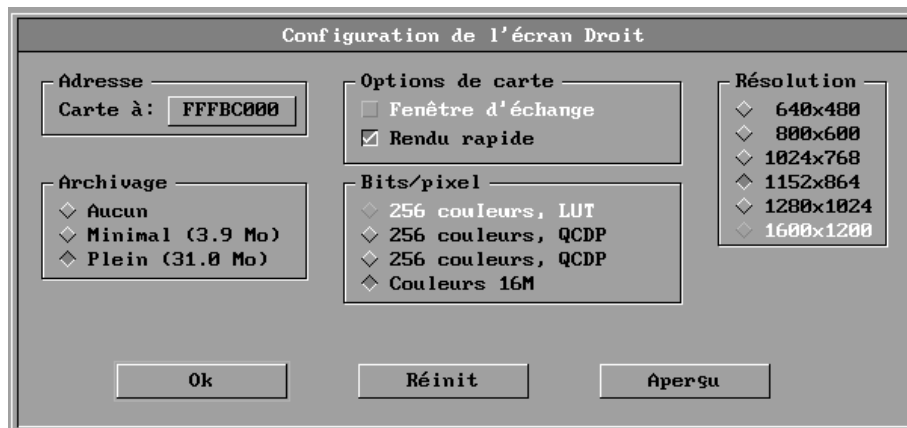 Configuration de l'écran Droit
Adresse
Carte à: FFFBC000
Options de carte
Fenêtre d'échange
Rendu rapide
Résolution
640x480
800x600
1024x768
1152x864
1280x1024
1600x1200
Archivage
Aucun
Minimal (3.9 Mo)
Plein (31.0 Mo)
Bits/pixel
256 couleurs, LUT
256 couleurs, QCDP
256 couleurs, QCDP
Couleurs 16M
Ok
Réinit
Aperçu